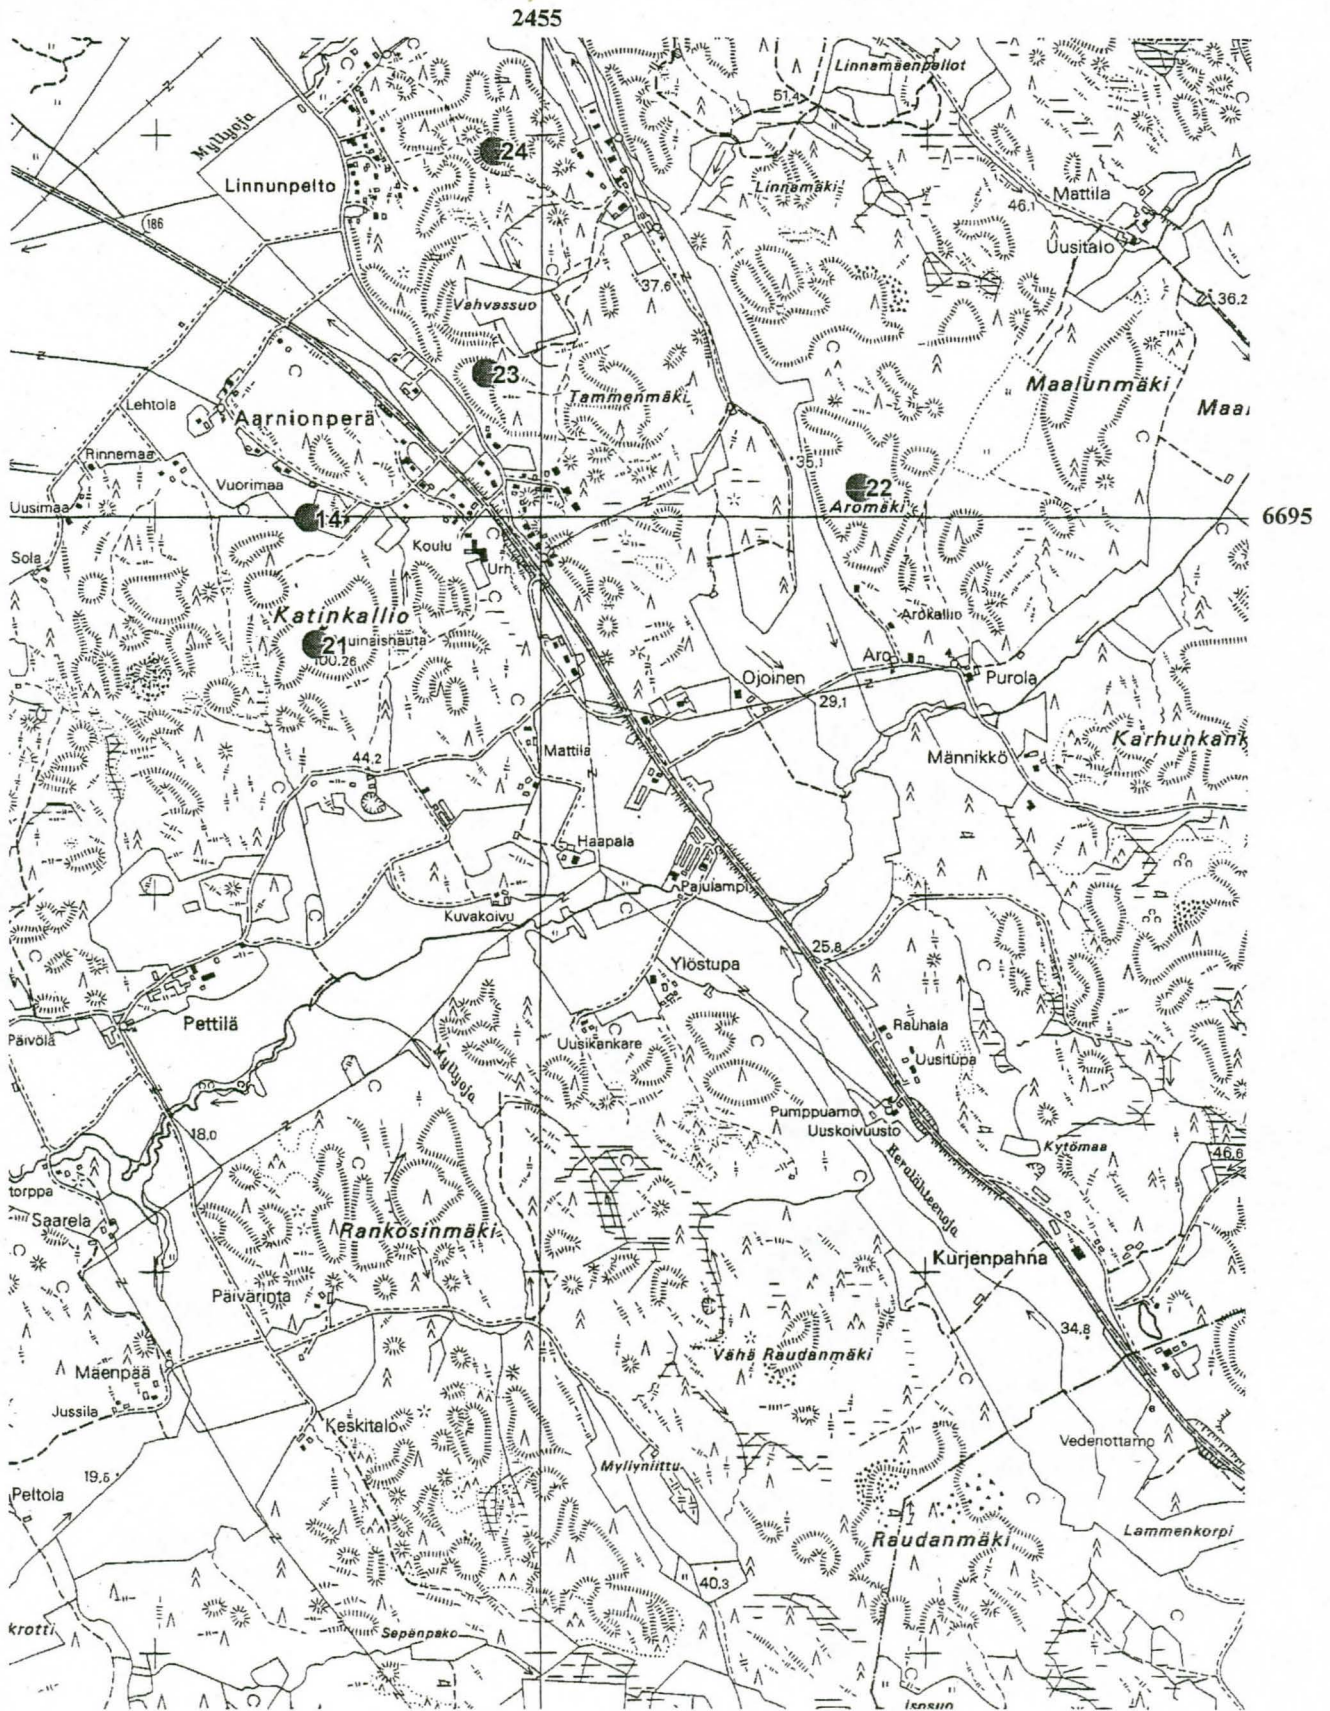 2455
Linnamäenpallot
51.4
Myllyoja
24
Linnunpelto
Linnamäki
Mattila
46.1
Uusitalo
186
37.6
36.2
Vahvassuo
23
Maalunmäki
Tammenmäki
Lehtola
Aarnionperä
Rinnemaa
35.1
Vuorimaa
22
Uusimaa
14
Aromäki
6695
Koulu
Sola
Urh.
Katinkallio
Arokallio
21
uinaishauta
100.26
Aro
Ojoinen
Purola
29.1
Karhunkank
Mattila
44.2
Männikkö
Haapala
Pajulampi
Kuvakoivu
25.8
Ylöstupa
Pettilä
Rauhala
Päivölä
Uusikankare
Uusitupa
Myllyoja
Pumppuamo
Uuskoivuusto
18.0
Kytömaa
46.6
torppa
Saarela
Rankosinmäki
Kurjenpahna
Päivärinta
34.8
Vähä Raudanmäki
Mäenpää
Jussila
Keskitalo
Vedenottamo
Myllyniittu
19.6
Peltola
Lammenkorpi
Raudanmäki
40.3
krotti
Sepänpako
Isosuo